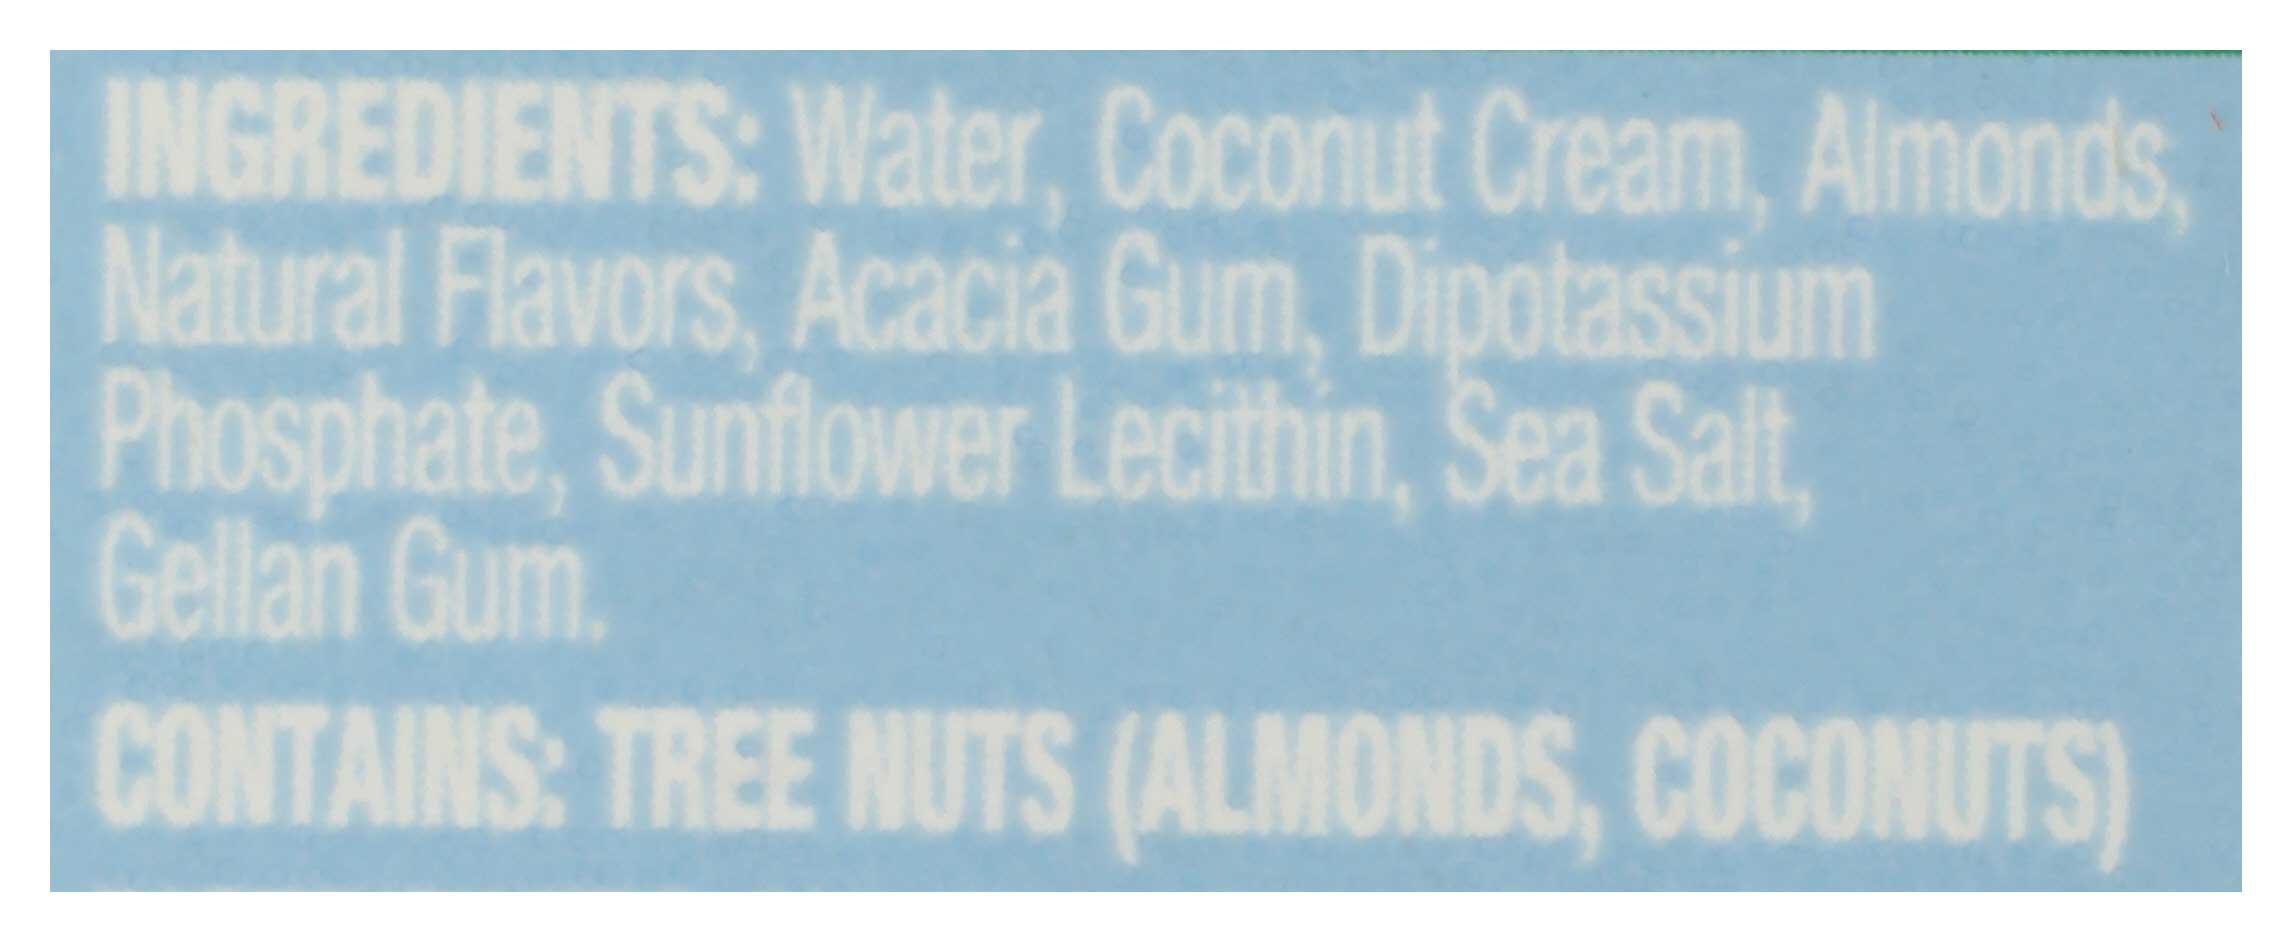 INGREDIENTS: Water, Coconut Cream, Almonds,
Natural Flavors, Acacia Gum, Dipotassium
Phosphate, Sunflower Lecithin, Sea Salt,
Gellan Gum.
CONTAINS: TREE NUTS (ALMONDS, COCONUTS)